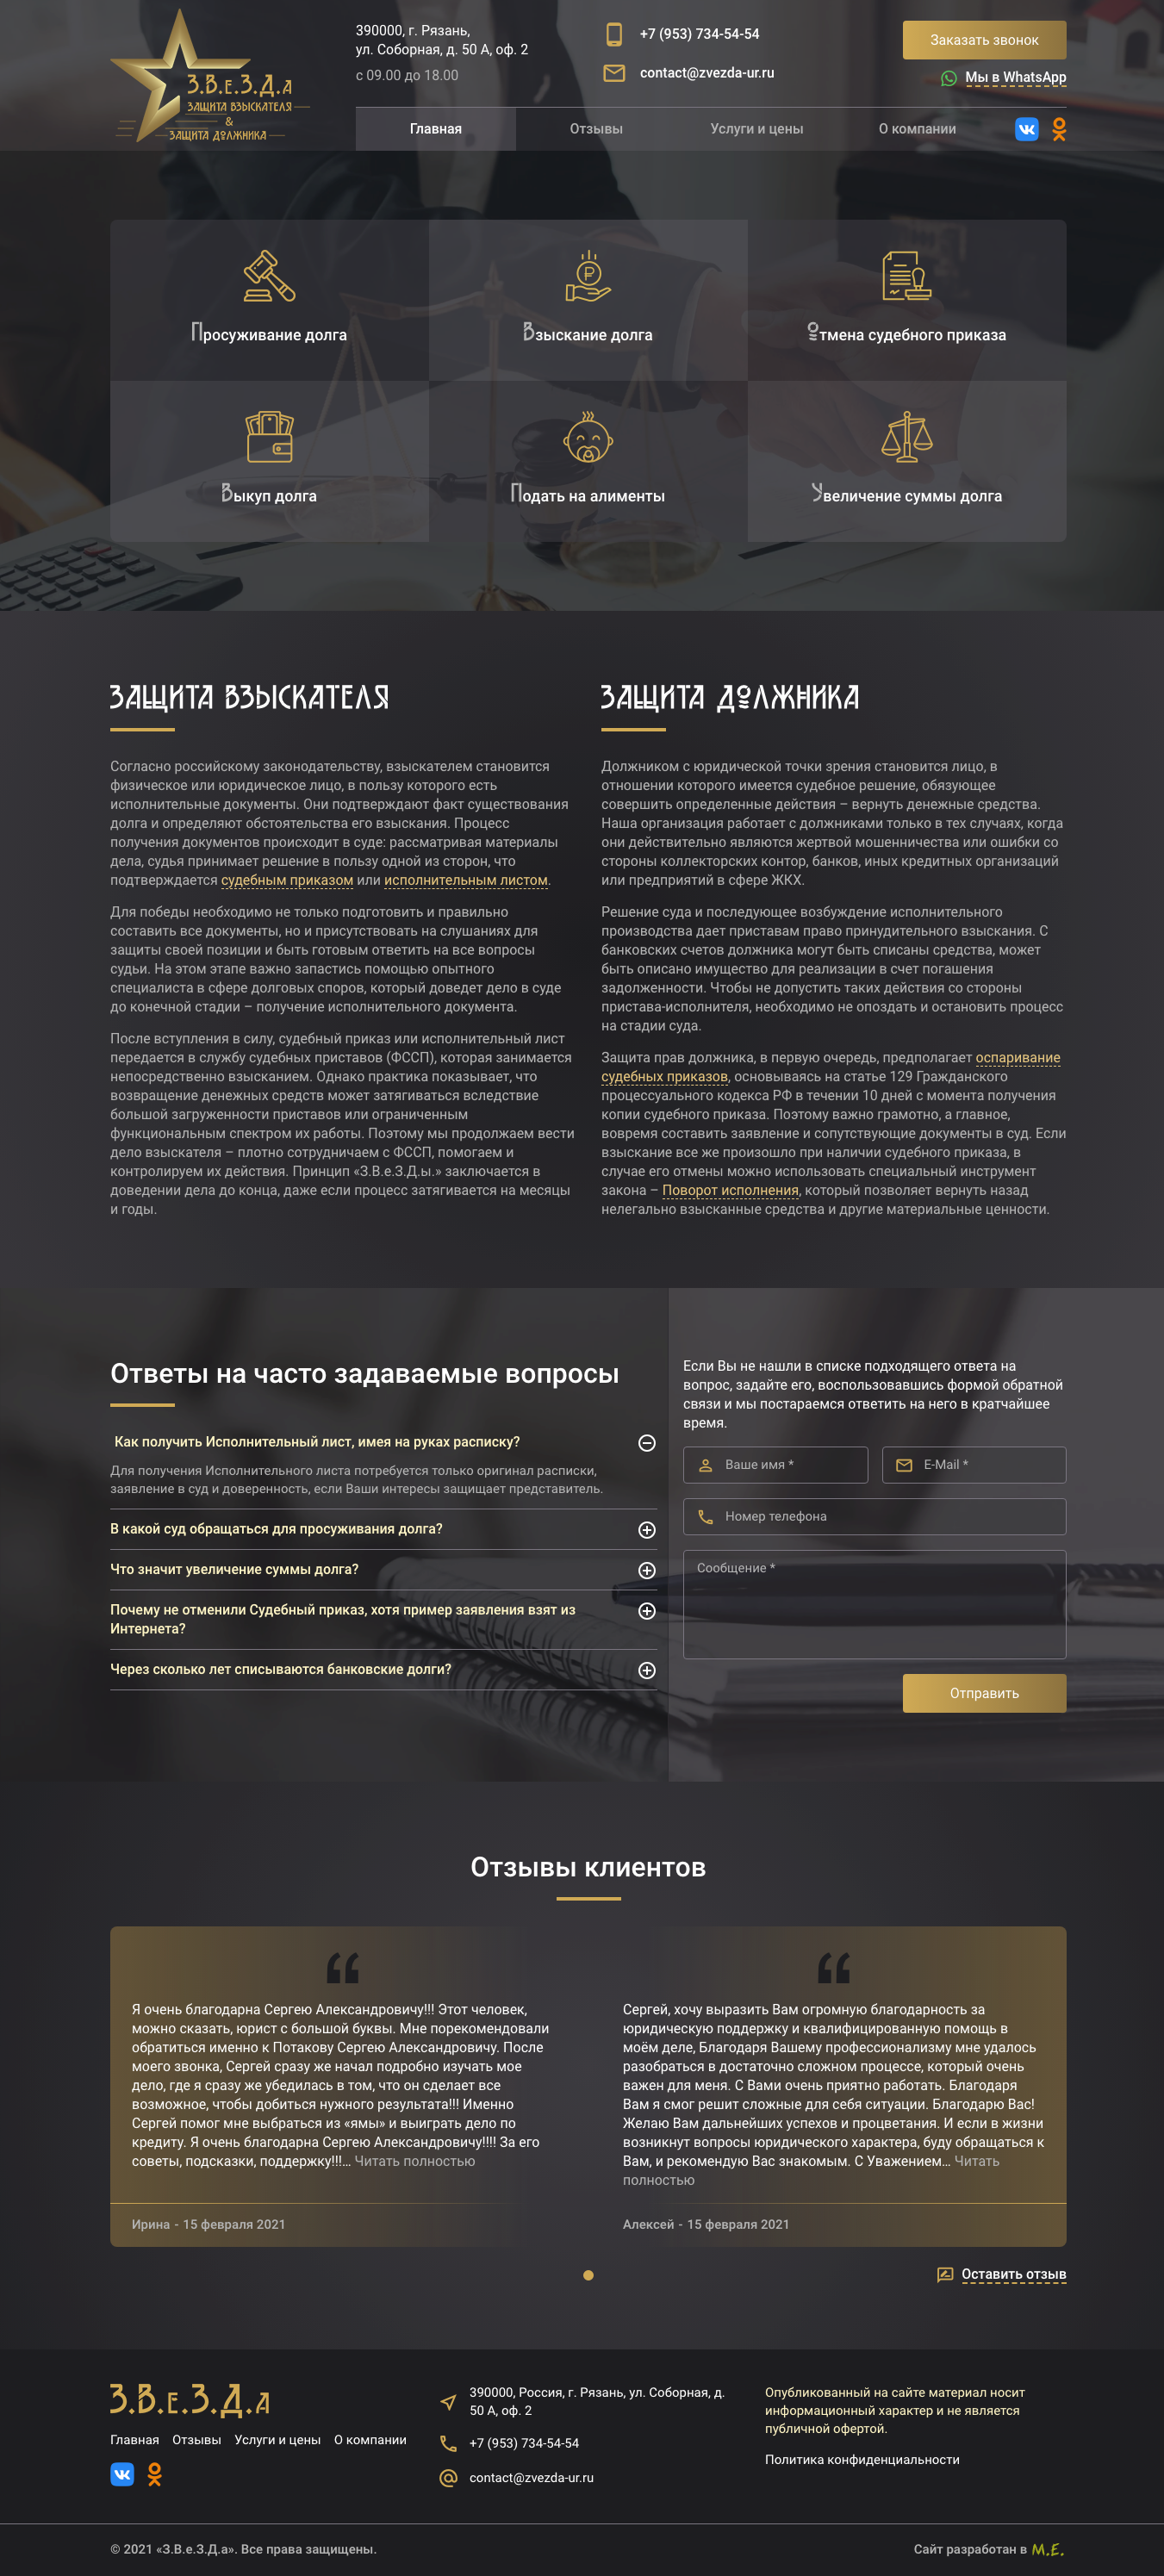 З.В.е.З.Д.а
ЗАЩИТА ВЗЫСКАТЕЛЯ
&
ЗАЩИТА ДОЛЖНИКА
390000, г. Рязань,
ул. Соборная, д. 50 А, оф. 2
с 09.00 до 18.00
+7 (953) 734-54-54
contact@zvezda-ur.ru
Заказать звонок
Мы в WhatsApp
Главная
Отзывы
Услуги и цены
О компании
Просуживание долга
Взыскание долга
Отмена судебного приказа
Выкуп долга
Подать на алименты
Увеличение суммы долга
ЗАЩИТА ВЗЫСКАТЕЛЯ
Согласно российскому законодательству, взыскателем становится
физическое или юридическое лицо, в пользу которого есть
исполнительные документы. Они подтверждают факт существования
долга и определяют обстоятельства его взыскания. Процесс
получения документов происходит в суде: рассматривая материалы
дела, судья принимает решение в пользу одной из сторон, что
подтверждается судебным приказом или исполнительным листом.
Для победы необходимо не только подготовить и правильно
составить все документы, но и присутствовать на слушаниях для
защиты своей позиции и быть готовым ответить на все вопросы
судьи. На этом этапе важно запастись помощью опытного
специалиста в сфере долговых споров, который доведет дело в суде
до конечной стадии – получение исполнительного документа.
После вступления в силу, судебный приказ или исполнительный лист
передается в службу судебных приставов (ФССП), которая занимается
непосредственно взысканием. Однако практика показывает, что
возвращение денежных средств может затягиваться вследствие
большой загруженности приставов или ограниченным
функциональным спектром их работы. Поэтому мы продолжаем вести
дело взыскателя – плотно сотрудничаем с ФССП, помогаем и
контролируем их действия. Принцип «З.В.е.З.Д.ы.» заключается в
доведении дела до конца, даже если процесс затягивается на месяцы
и годы.
ЗАЩИТА ДОЛЖНИКА
Должником с юридической точки зрения становится лицо, в
отношении которого имеется судебное решение, обязующее
совершить определенные действия – вернуть денежные средства.
Наша организация работает с должниками только в тех случаях, когда
они действительно являются жертвой мошенничества или ошибки со
стороны коллекторских контор, банков, иных кредитных организаций
или предприятий в сфере ЖКХ.
Решение суда и последующее возбуждение исполнительного
производства дает приставам право принудительного взыскания. С
банковских счетов должника могут быть списаны средства, может
быть описано имущество для реализации в счет погашения
задолженности. Чтобы не допустить таких действия со стороны
пристава-исполнителя, необходимо не опоздать и остановить процесс
на стадии суда.
Защита прав должника, в первую очередь, предполагает оспаривание
судебных приказов, основываясь на статье 129 Гражданского
процессуального кодекса РФ в течении 10 дней с момента получения
копии судебного приказа. Поэтому важно грамотно, а главное,
вовремя составить заявление и сопутствующие документы в суд. Если
взыскание все же произошло при наличии судебного приказа, в
случае его отмены можно использовать специальный инструмент
закона – Поворот исполнения, который позволяет вернуть назад
нелегально взысканные средства и другие материальные ценности.
Ответы на часто задаваемые вопросы
Как получить Исполнительный лист, имея на руках расписку?
Для получения Исполнительного листа потребуется только оригинал расписки,
заявление в суд и доверенность, если Ваши интересы защищает представитель.
В какой суд обращаться для просуживания долга?
Что значит увеличение суммы долга?
Почему не отменили Судебный приказ, хотя пример заявления взят из
Интернета?
Через сколько лет списываются банковские долги?
Если Вы не нашли в списке подходящего ответа на
вопрос, задайте его, воспользовавшись формой обратной
связи и мы постараемся ответить на него в кратчайшее
время.
Ваше имя *
E-Mail *
Номер телефона
Сообщение *
Отправить
Отзывы клиентов
“
Я очень благодарна Сергею Александровичу!!! Этот человек,
можно сказать, юрист с большой буквы. Мне порекомендовали
обратиться именно к Потакову Сергею Александровичу. После
моего звонка, Сергей сразу же начал подробно изучать мое
дело, где я сразу же убедилась в том, что он сделает все
возможное, чтобы добиться нужного результата!!! Именно
Сергей помог мне выбраться из «ямы» и выиграть дело по
кредиту. Я очень благодарна Сергею Александровичу!!!! За его
советы, подсказки, поддержку!!!... Читать полностью
Ирина - 15 февраля 2021
“
Сергей, хочу выразить Вам огромную благодарность за
юридическую поддержку и квалифицированную помощь в
моём деле, Благодаря Вашему профессионализму мне удалось
разобраться в достаточно сложном процессе, который очень
важен для меня. С Вами очень приятно работать. Благодаря
Вам я смог решит сложные для себя ситуации. Благодарю Вас!
Желаю Вам дальнейших успехов и процветания. И если в жизни
возникнут вопросы юридического характера, буду обращаться к
Вам, и рекомендую Вас знакомым. С Уважением... Читать
полностью
Алексей - 15 февраля 2021
Оставить отзыв
З.В.е.З.Д.а
Главная
Отзывы
Услуги и цены
О компании
390000, Россия, г. Рязань, ул. Соборная, д.
50 А, оф. 2
+7 (953) 734-54-54
contact@zvezda-ur.ru
Опубликованный на сайте материал носит
информационный характер и не является
публичной офертой.
Политика конфиденциальности
© 2021 «З.В.е.З.Д.а». Все права защищены.
Сайт разработан в M.E.